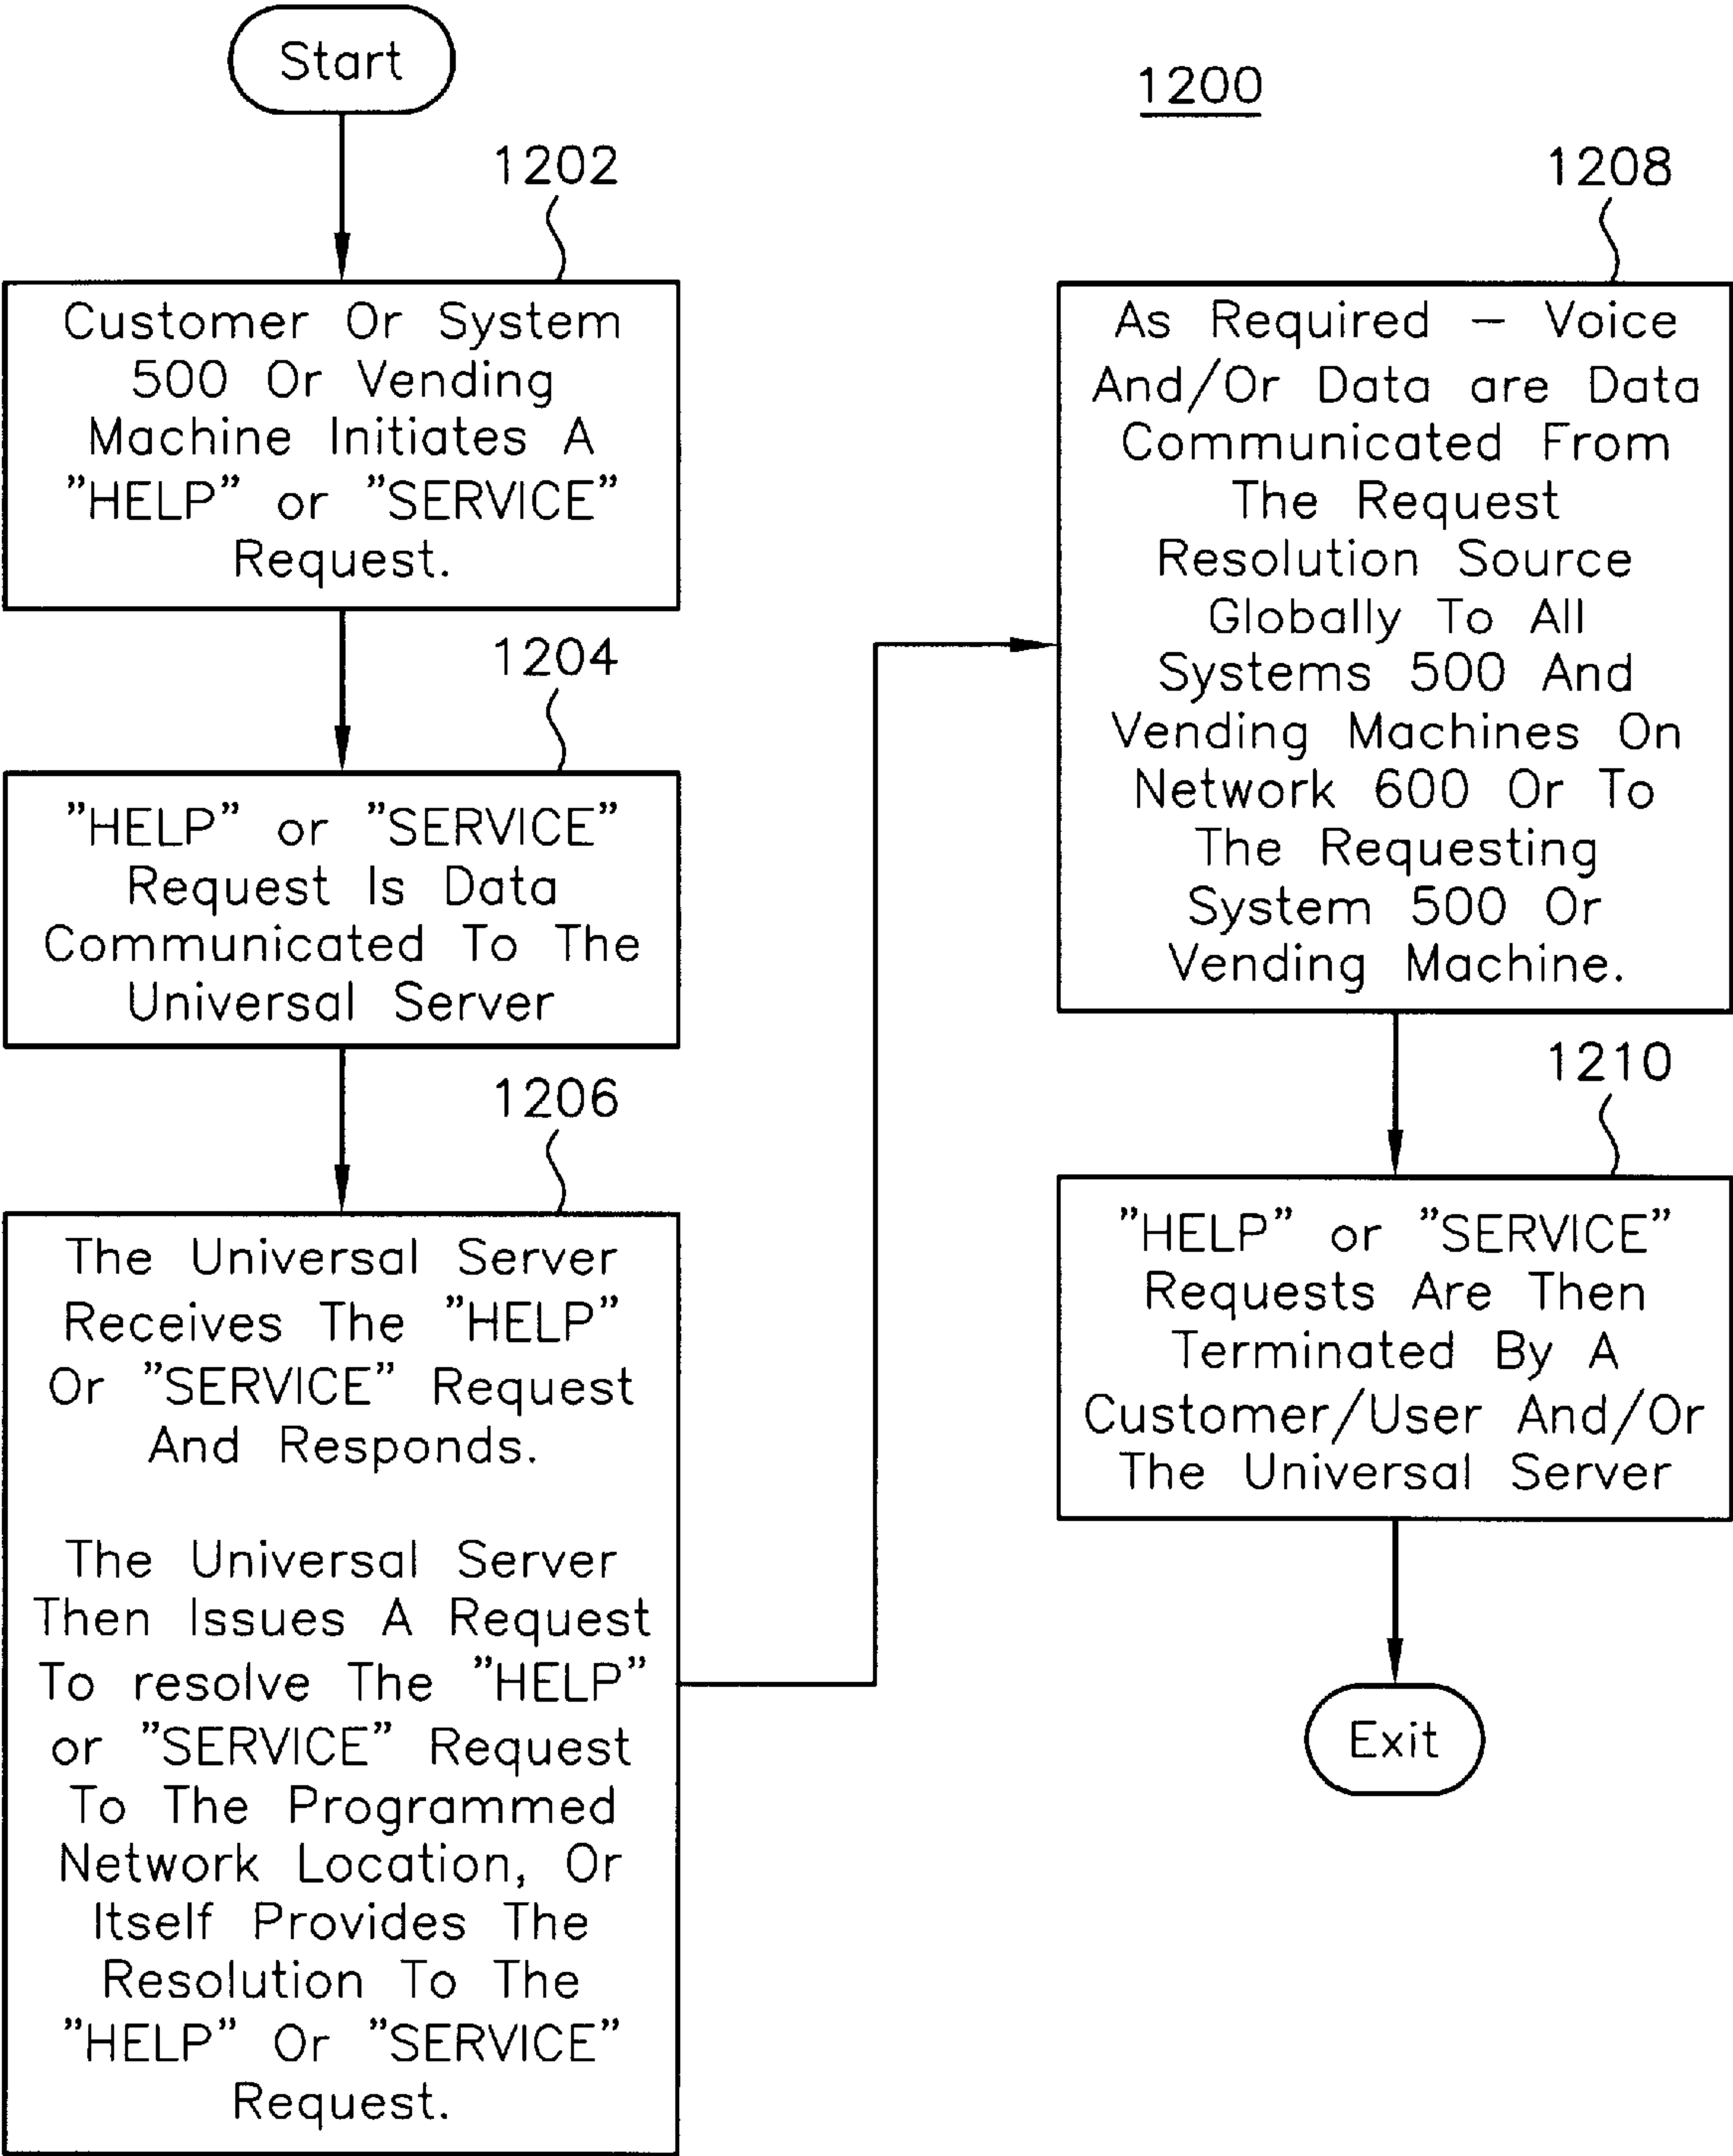 Start
1200
1202
Customer Or System
500 Or Vending
Machine Initiates A
"HELP" or "SERVICE"
Request.
1204
"HELP" or "SERVICE"
Request Is Data
Communicated To The
Universal Server
1206
The Universal Server
Receives The "HELP"
Or "SERVICE" Request
And Responds.
The Universal Server
Then Issues A Request
To resolve The "HELP"
or "SERVICE" Request
To The Programmed
Network Location, Or
Itself Provides The
Resolution To The
"HELP" Or "SERVICE"
Request.
1208
As Required – Voice
And/Or Data are Data
Communicated From
The Request
Resolution Source
Globally To All
Systems 500 And
Vending Machines On
Network 600 Or To
The Requesting
System 500 Or
Vending Machine.
1210
"HELP" or "SERVICE"
Requests Are Then
Terminated By A
Customer/User And/Or
The Universal Server
Exit